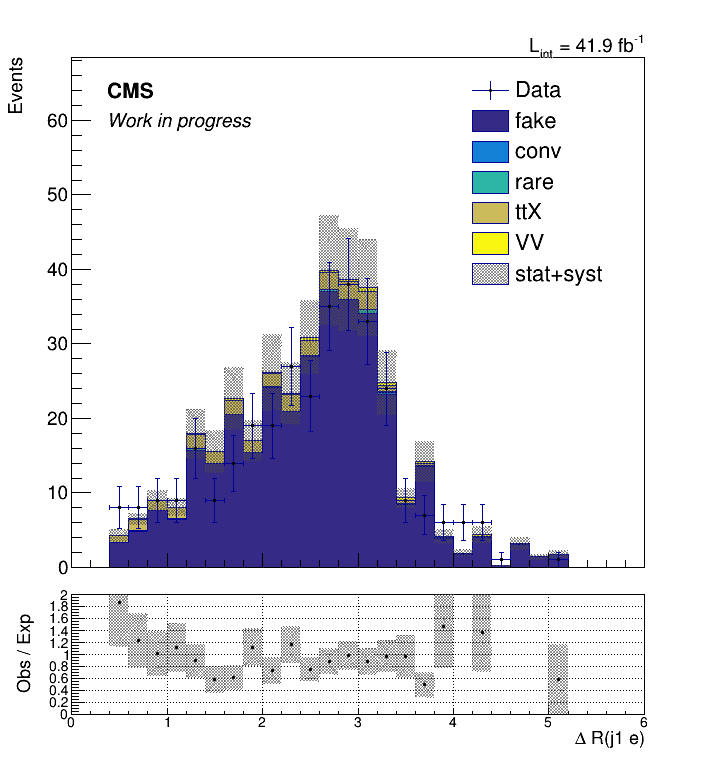 L_int = 41.9 fb^-1
Events
CMS
Work in progress
Data
fake
conv
rare
ttX
VV
stat+syst
60
50
40
30
20
10
0
Obs / Exp
2
1.8
1.6
1.4
1.2
1
0.8
0.6
0.4
0.2
0
0 1 2 3 4 5 6
Δ R(j1 e)